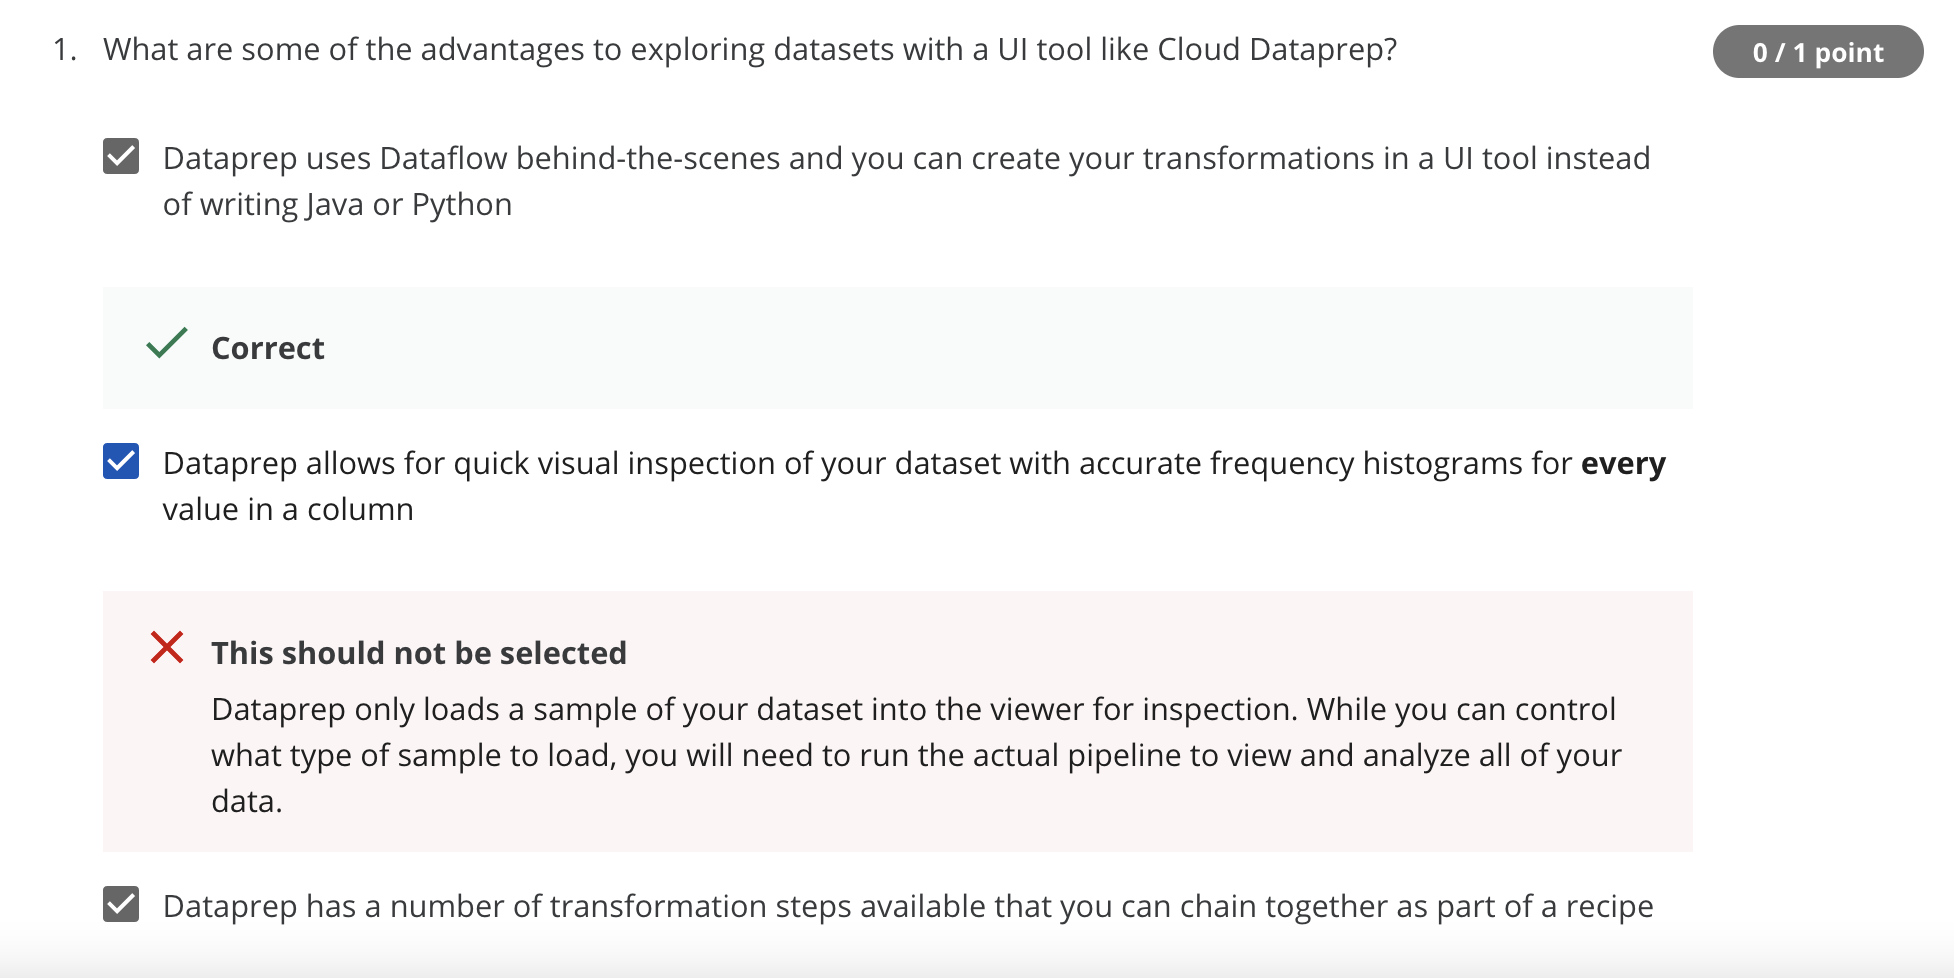 1. What are some of the advantages to exploring datasets with a UI tool like Cloud Dataprep?
0 / 1 point
Dataprep uses Dataflow behind-the-scenes and you can create your transformations in a UI tool instead
of writing Java or Python
Correct
Dataprep allows for quick visual inspection of your dataset with accurate frequency histograms for every
value in a column
This should not be selected
Dataprep only loads a sample of your dataset into the viewer for inspection. While you can control
what type of sample to load, you will need to run the actual pipeline to view and analyze all of your
data.
Dataprep has a number of transformation steps available that you can chain together as part of a recipe